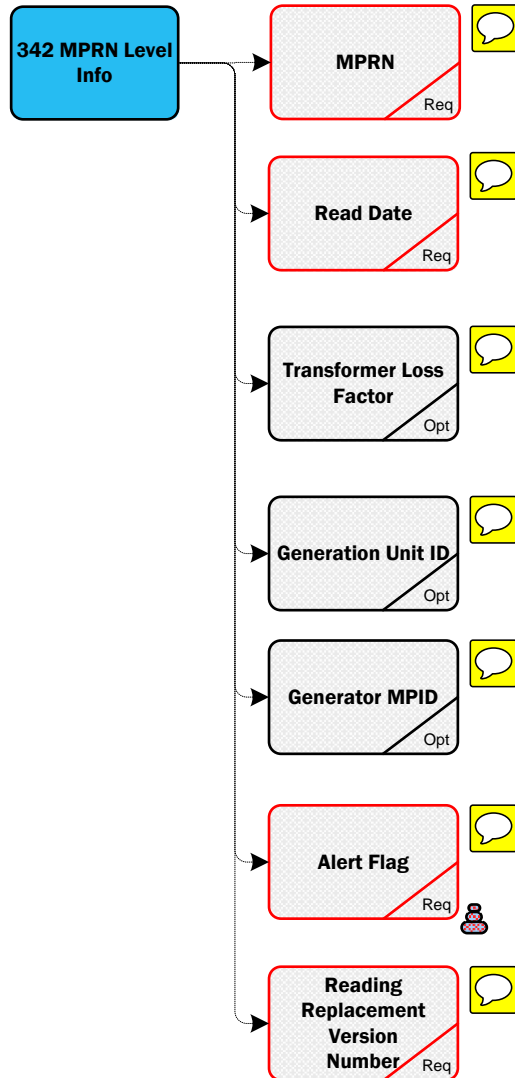 342 MPRN Level
Info
MPRN
Req
Read Date
Req
Transformer Loss
Factor
Opt
Generation Unit ID
Opt
Generator MPID
Opt
Alert Flag
Req
Reading
Replacement
Version
Number
Req